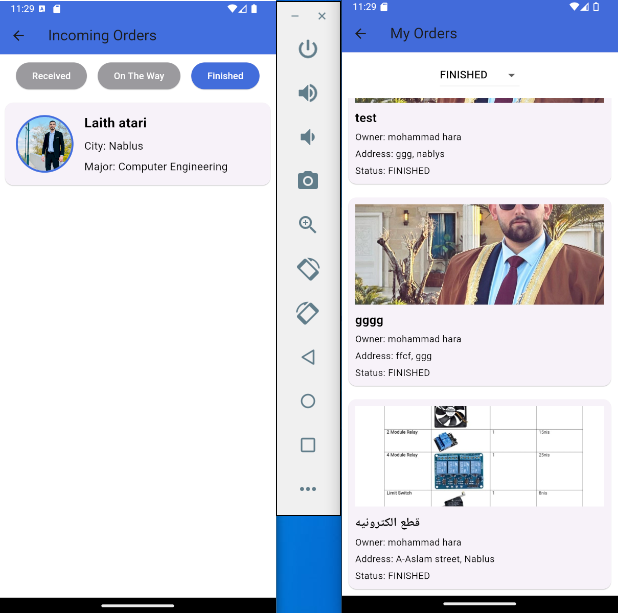 11:29
Incoming Orders
Received
On The Way
Finished
Laith atari
City: Nablus
Major: Computer Engineering
11:29
My Orders
FINISHED
test
Owner: mohammad hara
Address: ggg, nablys
Status: FINISHED
gggg
Owner: mohammad hara
Address: ffcf, ggg
Status: FINISHED
2 Module Relay 1 15nis
4 Module Relay 1 25nis
Limit Switch 1 8nis
قطع الكترونيه
Owner: mohammad hara
Address: A-Aslam street, Nablus
Status: FINISHED